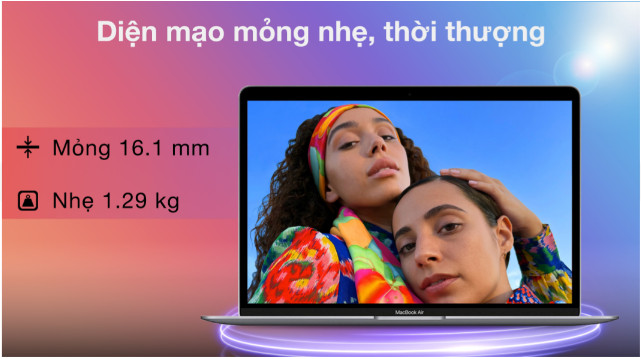 Diện mạo mỏng nhẹ, thời thượng
Mỏng 16.1 mm
Nhẹ 1.29 kg
MacBook Air